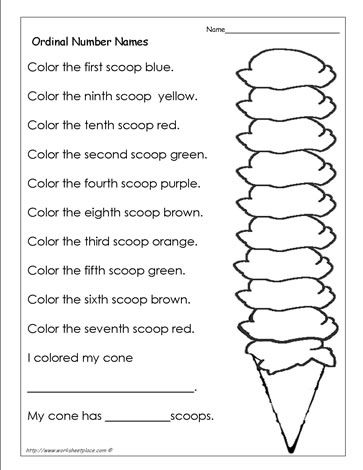 Name____________________
Ordinal Number Names
Color the first scoop blue.
Color the ninth scoop  yellow.
Color the tenth scoop red.
Color the second scoop green.
Color the fourth scoop purple.
Color the eighth scoop brown.
Color the third scoop orange.
Color the fifth scoop green.
Color the sixth scoop brown.
Color the seventh scoop red.
I colored my cone
____________________.
My cone has _________scoops.
http://www.worksheetplace.com ©